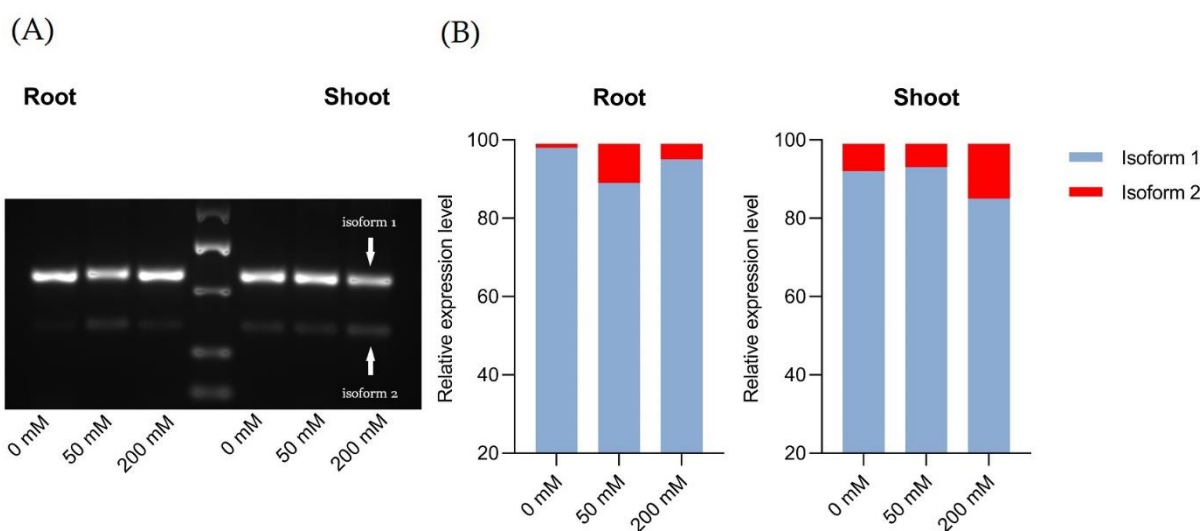 (A)
Root
Shoot
isoform 1
isoform 2
0 mM
50 mM
200 mM
0 mM
50 mM
200 mM
(B)
Root
Relative expression level
100
80
60
40
20
0 mM
50 mM
200 mM
Shoot
Relative expression level
100
80
60
40
20
0 mM
50 mM
200 mM
Isoform 1
Isoform 2